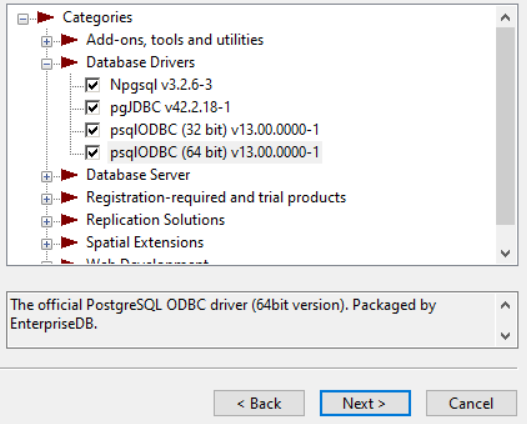 Categories
Add-ons, tools and utilities
Database Drivers
Npgsql v3.2.6-3
pgJDBC v42.2.18-1
psqlODBC (32 bit) v13.00.0000-1
psqlODBC (64 bit) v13.00.0000-1
Database Server
Registration-required and trial products
Replication Solutions
Spatial Extensions
Web Development
The official PostgreSQL ODBC driver (64bit version). Packaged by
EnterpriseDB.
< Back
Next >
Cancel